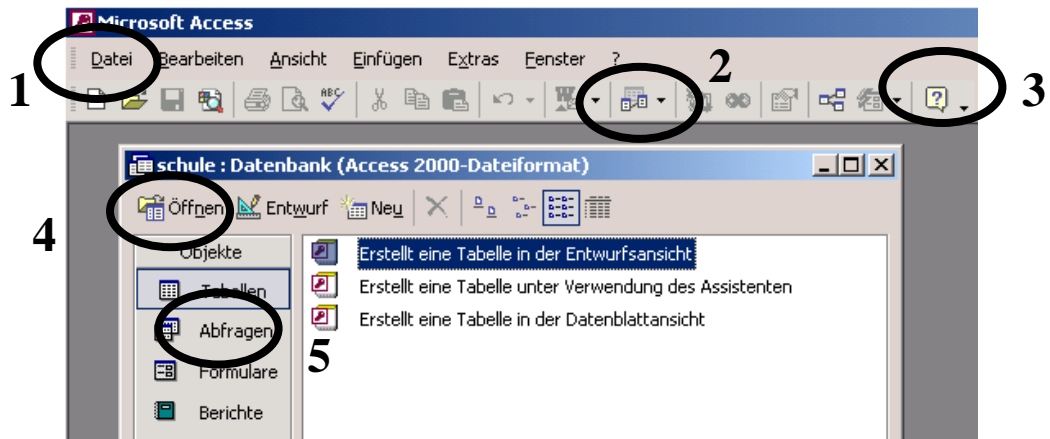 Microsoft Access
Datei Bearbeiten Ansicht Einfügen Extras Fenster ?
1
2
3
schule : Datenbank (Access 2000-Dateiformat)
Öffnen Entwurf Neu
4
Objekte
Erstellt eine Tabelle in der Entwurfsansicht
Tabellen
Erstellt eine Tabelle unter Verwendung des Assistenten
Abfragen
Erstellt eine Tabelle in der Datenblattansicht
5
Formulare
Berichte